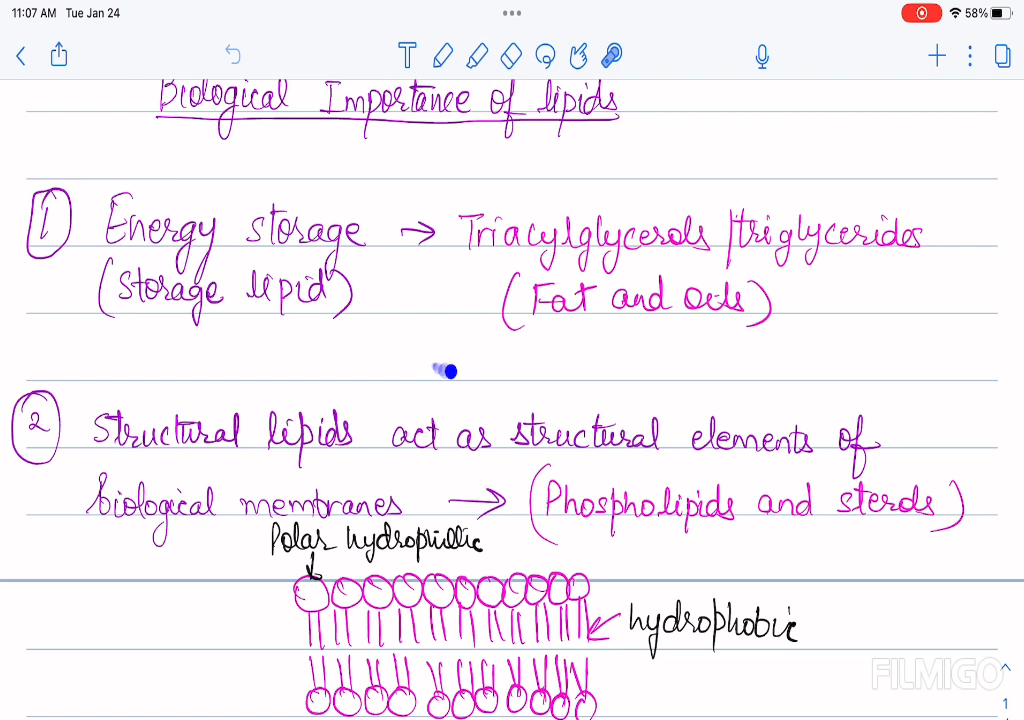 11:07 AM Tue Jan 24
58%
Biological Importance of lipids
1 Energy storage → Triacylglycerols /triglycerides
(Storage lipid) (Fat and oils)
2 Structural lipids act as structural elements of
biological membranes → (Phospholipids and sterols)
Polar hydrophillic
hydrophobic
FILMIGO
1